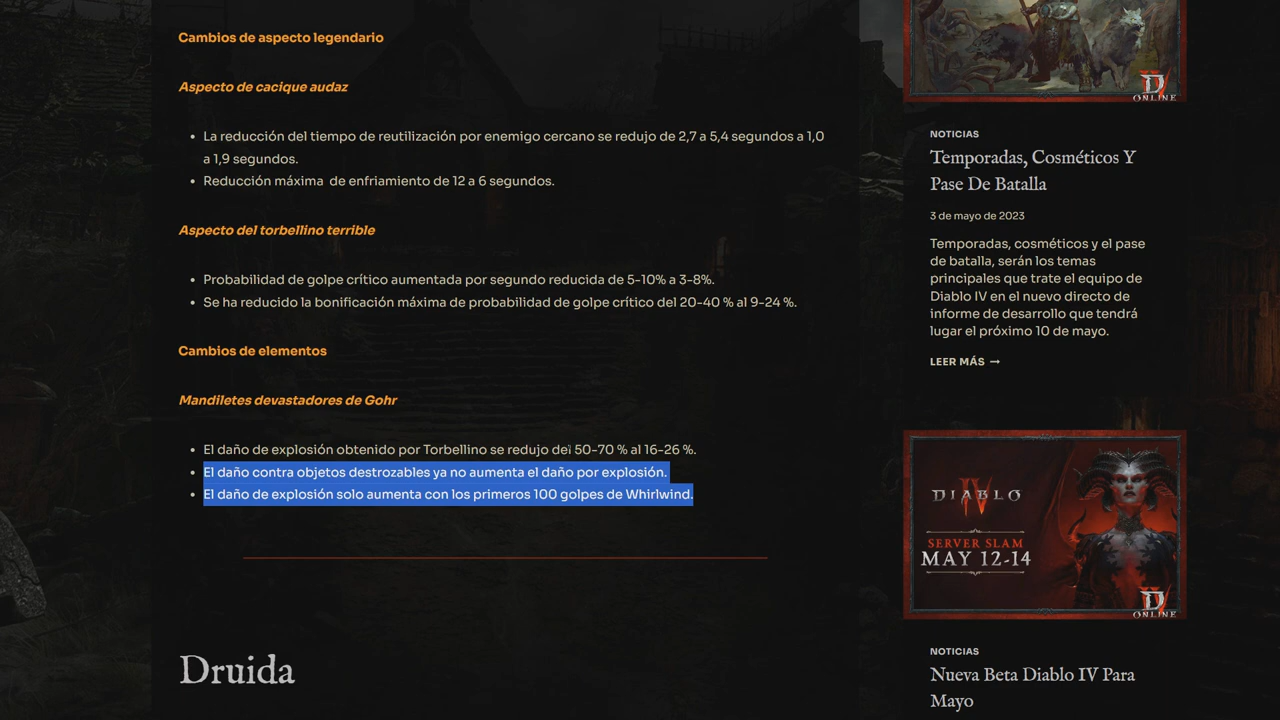 Cambios de aspecto legendario
Aspecto de cacique audaz
La reducción del tiempo de reutilización por enemigo cercano se redujo de 2,7 a 5,4 segundos a 1,0
a 1,9 segundos.
Reducción máxima  de enfriamiento de 12 a 6 segundos.
Aspecto del torbellino terrible
Probabilidad de golpe crítico aumentada por segundo reducida de 5-10% a 3-8%.
Se ha reducido la bonificación máxima de probabilidad de golpe crítico del 20-40 % al 9-24 %.
Cambios de elementos
Mandiletes devastadores de Gohr
El daño de explosión obtenido por Torbellino se redujo del 50-70 % al 16-26 %.
El daño contra objetos destrozables ya no aumenta el daño por explosión.
El daño de explosión solo aumenta con los primeros 100 golpes de Whirlwind.
Druida
ONLINE
NOTICIAS
Temporadas, Cosméticos Y
Pase De Batalla
3 de mayo de 2023
Temporadas, cosméticos y el pase
de batalla, serán los temas
principales que trate el equipo de
Diablo IV en el nuevo directo de
informe de desarrollo que tendrá
lugar el próximo 10 de mayo.
LEER MÁS →
DIABLO
IV
SERVER SLAM
MAY 12-14
D
ONLINE
NOTICIAS
Nueva Beta Diablo IV Para
Mayo